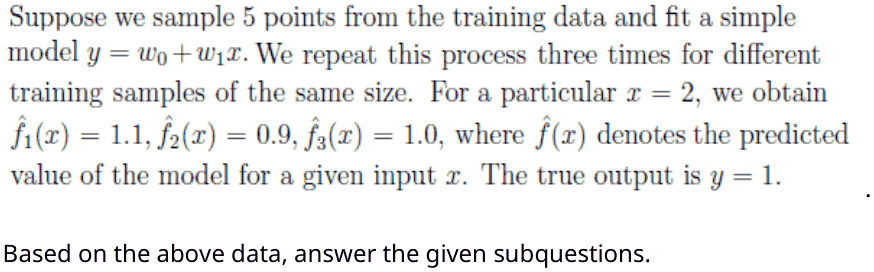 Suppose we sample 5 points from the training data and fit a simple
model y = w₀ + w₁x. We repeat this process three times for different
training samples of the same size. For a particular x = 2, we obtain
f̂₁(x) = 1.1, f̂₂(x) = 0.9, f̂₃(x) = 1.0, where f̂(x) denotes the predicted
value of the model for a given input x. The true output is y = 1.
.
Based on the above data, answer the given subquestions.